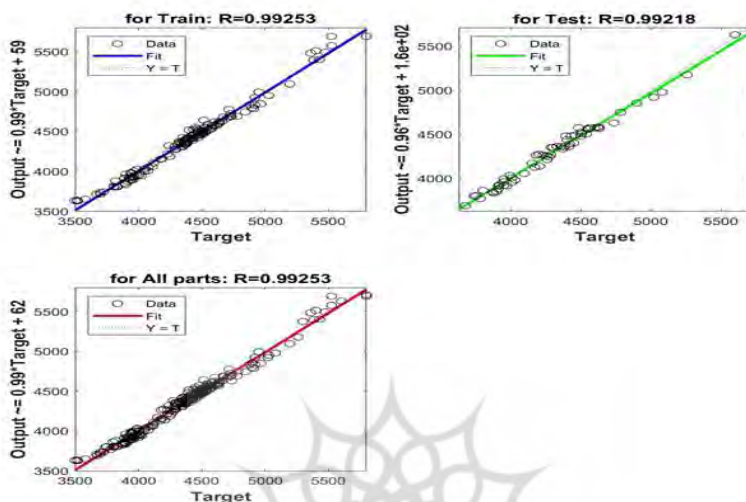 for Train: R=0.99253
Output ~= 0.99*Target + 59
5500
5000
4500
4000
3500
Data
Fit
Y = T
3500
4000
4500
5000
5500
Target
for Test: R=0.99218
Output ~= 0.96*Target + 1.6e+02
5500
5000
4500
4000
Data
Fit
Y = T
4000
4500
5000
5500
Target
for All parts: R=0.99253
Output ~= 0.99*Target + 62
5500
5000
4500
4000
3500
Data
Fit
Y = T
3500
4000
4500
5000
5500
Target